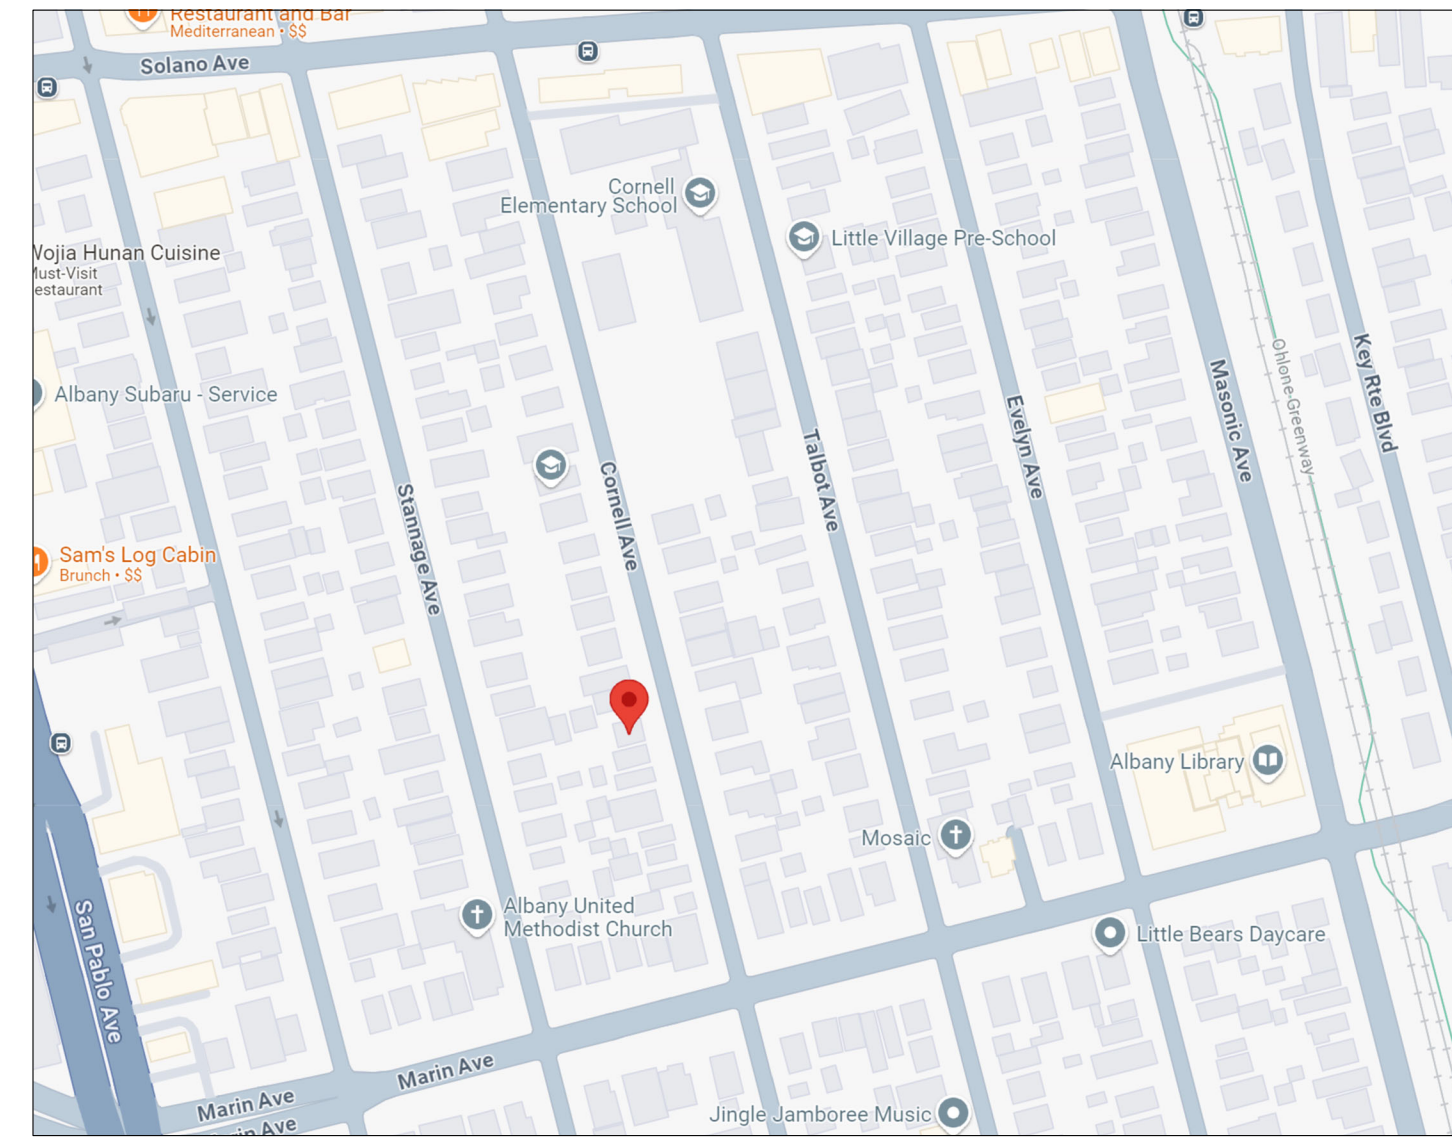 Restaurant and Bar
Mediterranean • $$
Solano Ave
Cornell
Elementary School
Little Village Pre-School
Wojia Hunan Cuisine
Must-Visit
estaurant
Albany Subaru - Service
Ohlone Greenway
Key Rte Blvd
Masonic Ave
Evelyn Ave
Talbot Ave
Cornell Ave
Stannage Ave
Sam's Log Cabin
Brunch • $$
Albany Library
Mosaic
Albany United
Methodist Church
Little Bears Daycare
San Pablo Ave
Marin Ave
Marin Ave
rin Ave
Jingle Jamboree Music